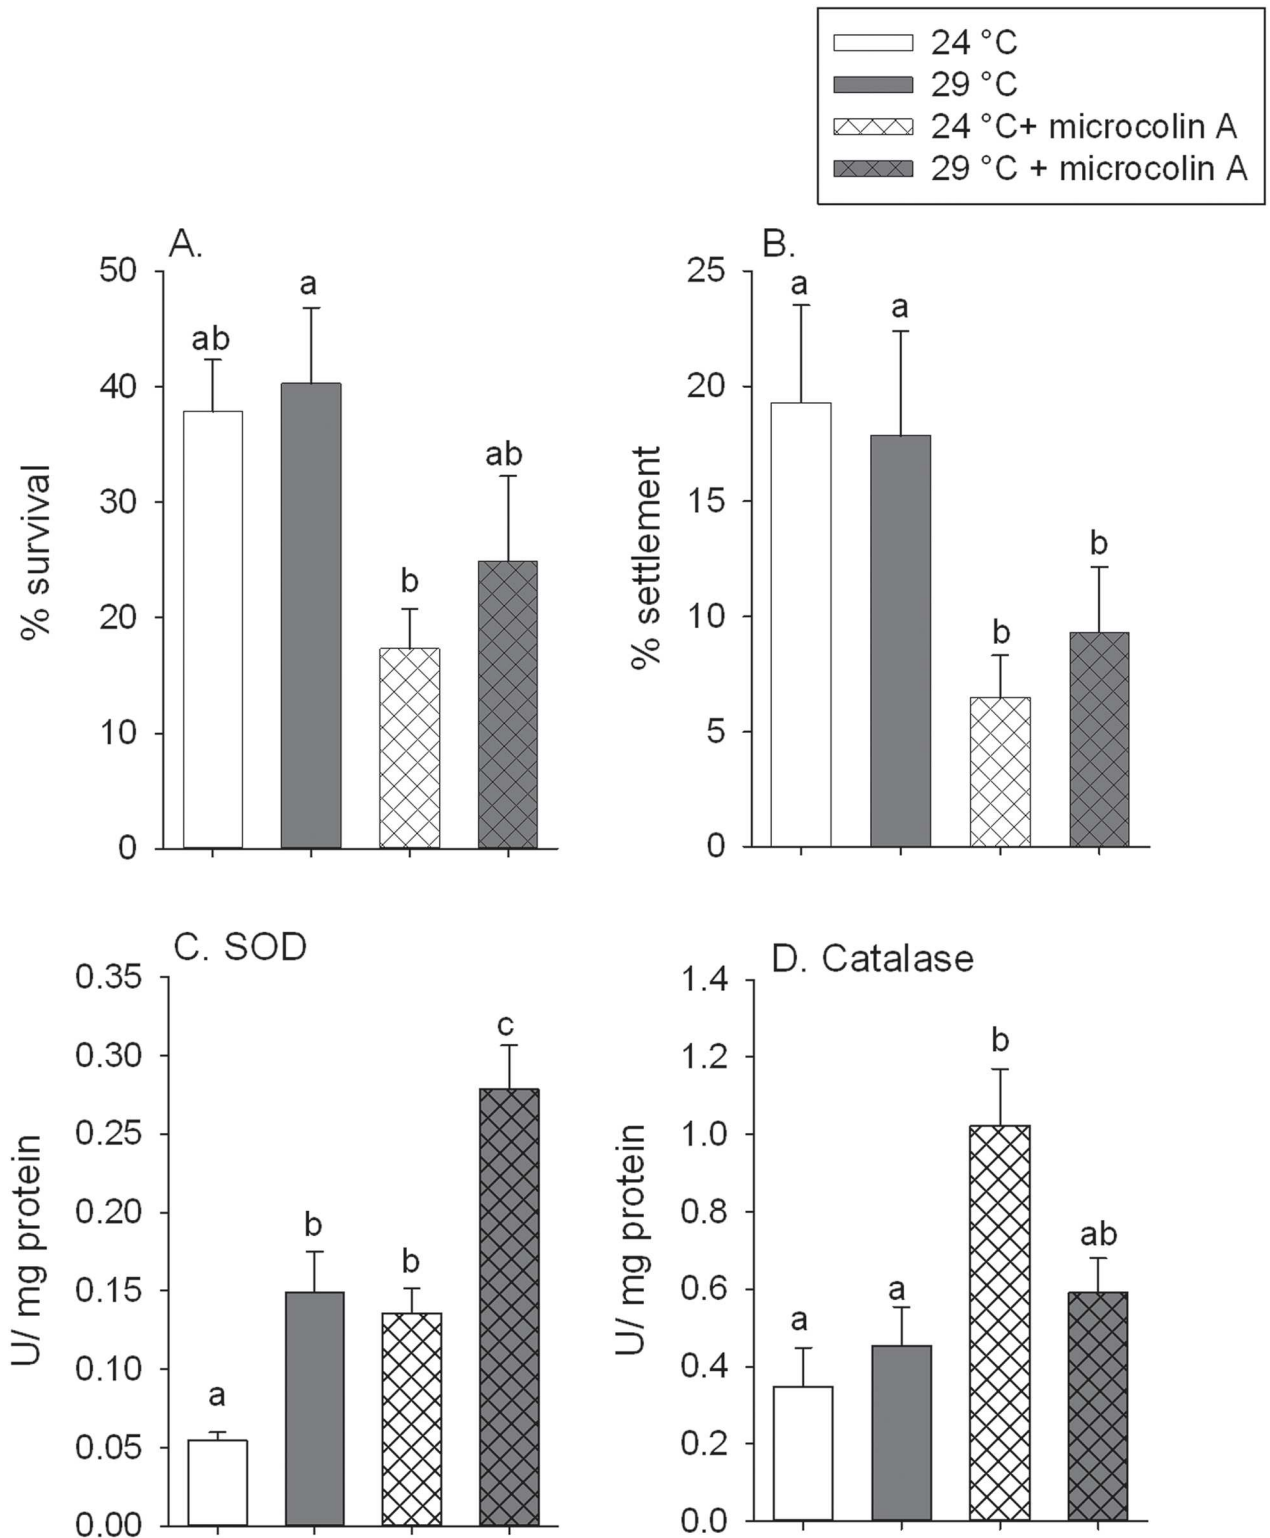 24 °C
29 °C
24 °C+ microcolin A
29 °C + microcolin A
A.
50
40
30
20
10
0
% survival
ab
a
b
ab
B.
25
20
15
10
5
0
% settlement
a
a
b
b
C. SOD
0.35
0.30
0.25
0.20
0.15
0.10
0.05
0.00
U/ mg protein
a
b
b
c
D. Catalase
1.4
1.2
1.0
0.8
0.6
0.4
0.2
0.0
U/ mg protein
a
a
b
ab